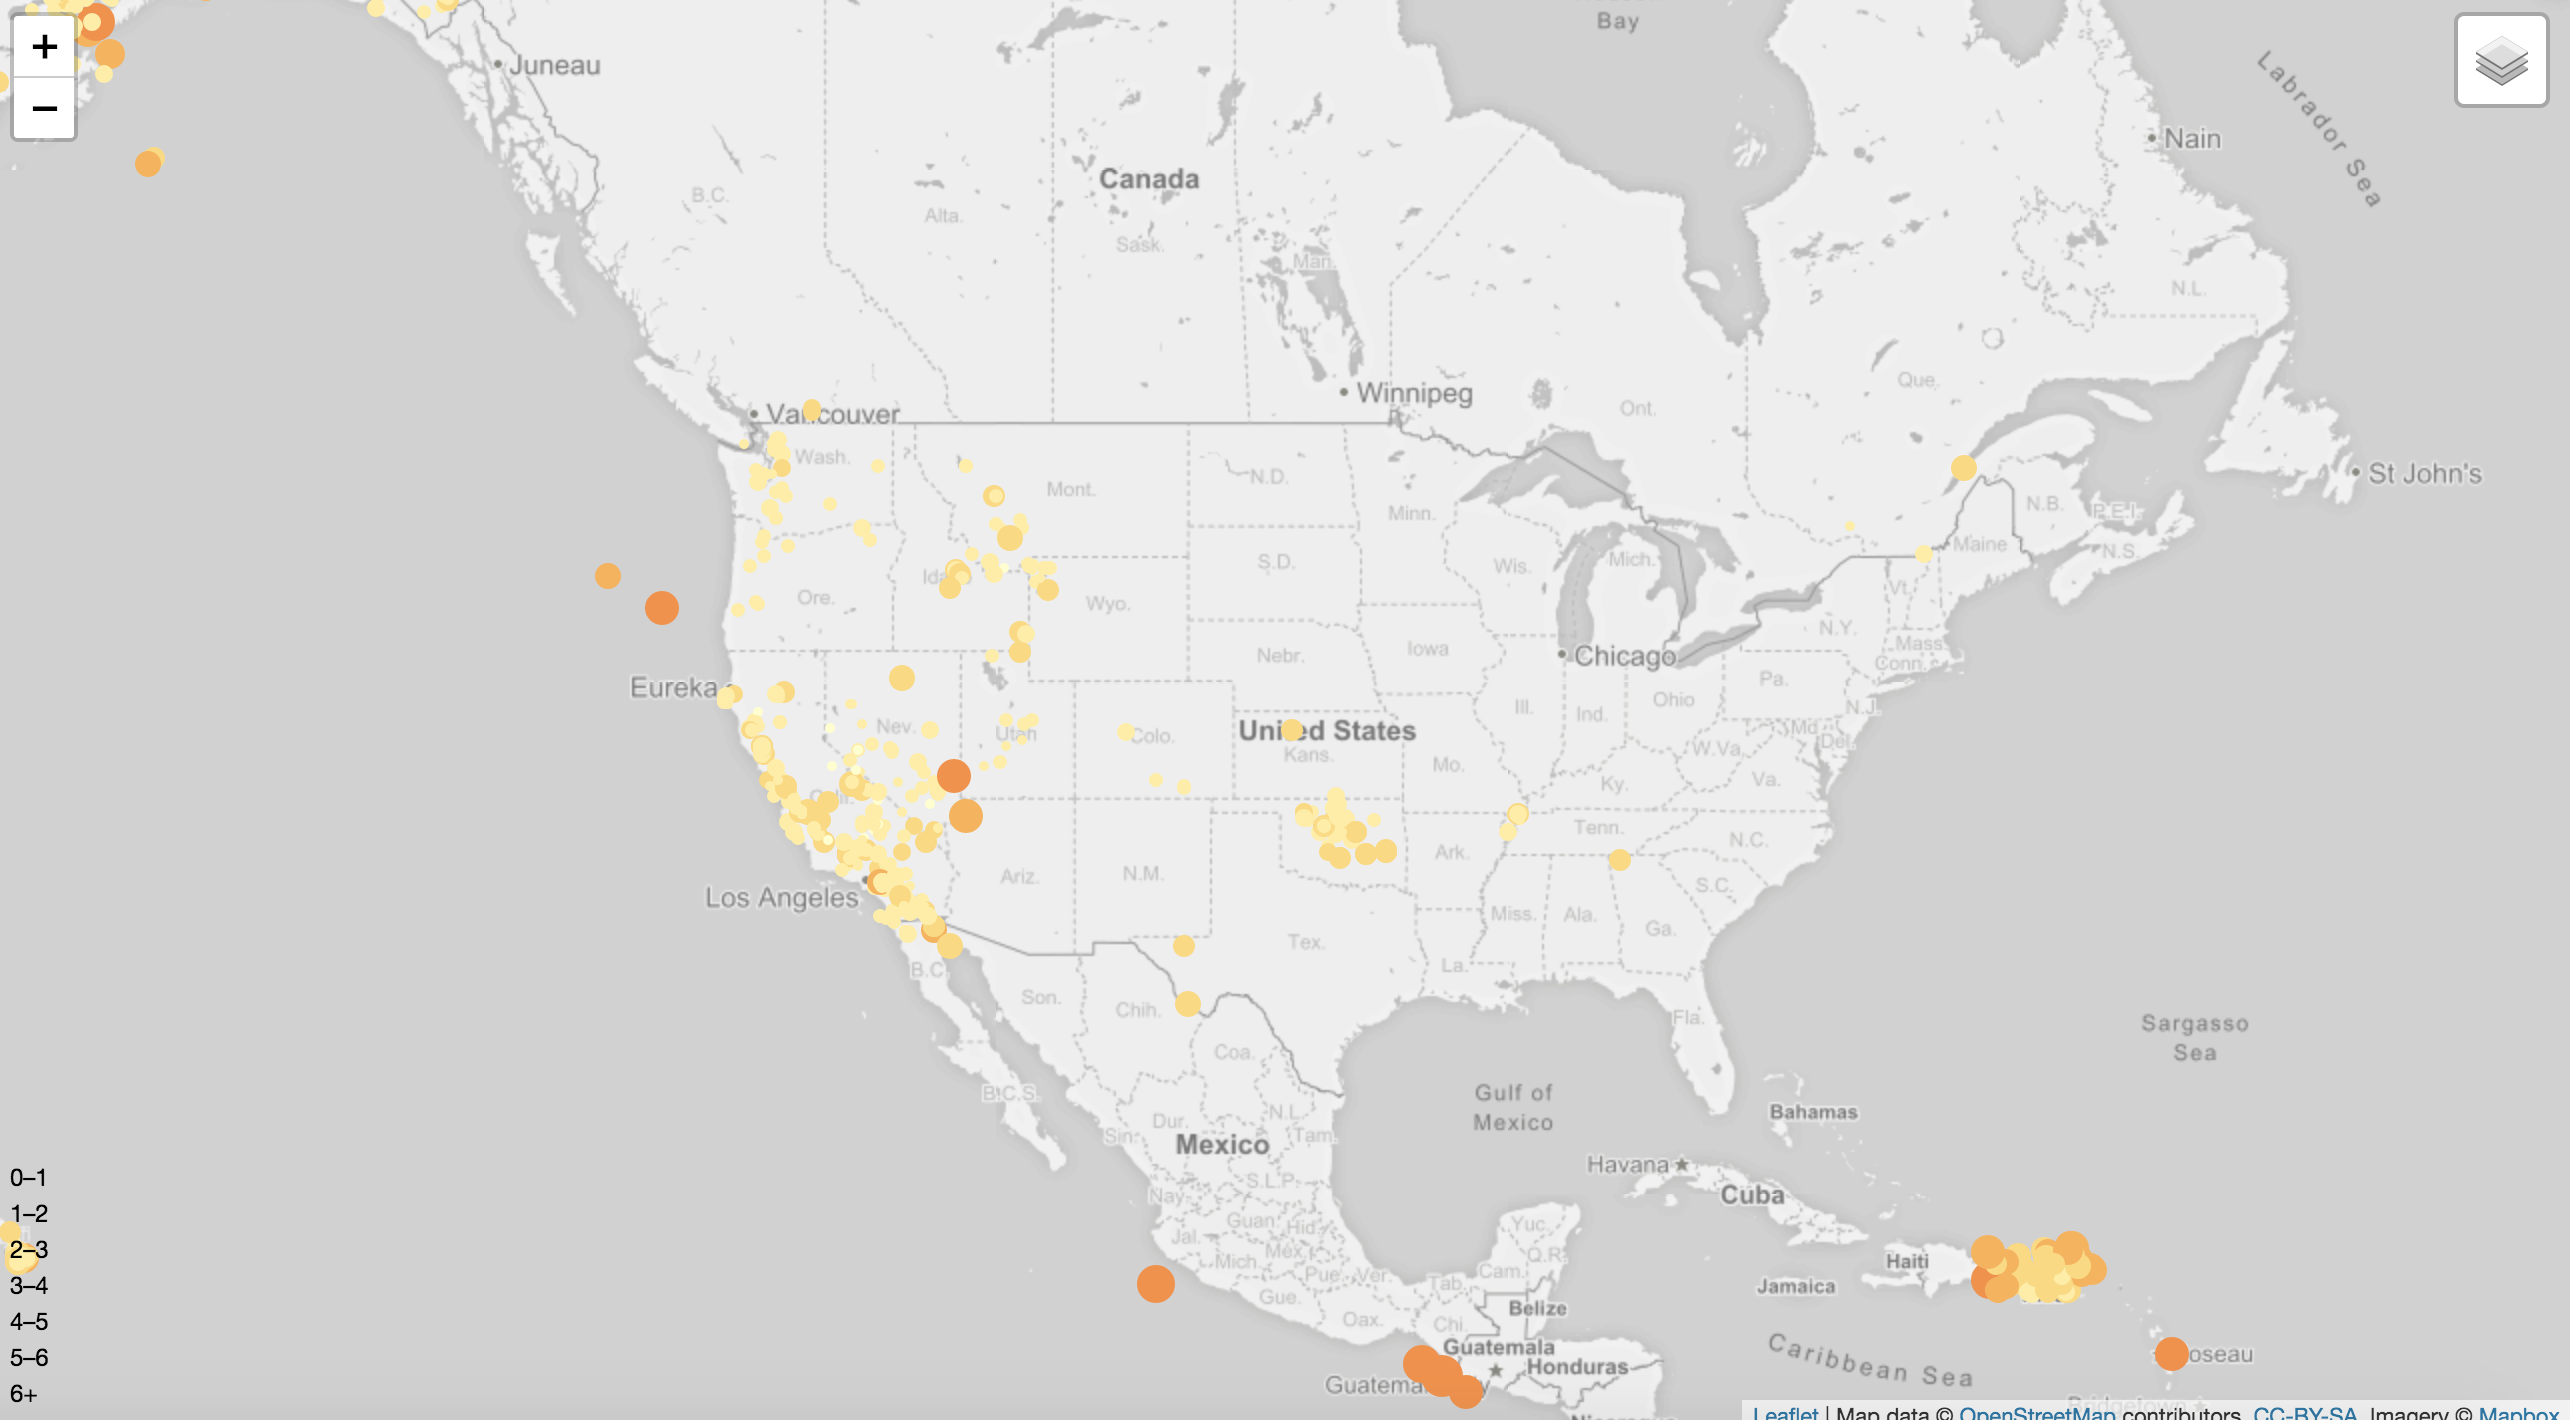 Bay
+
Juneau
−
Labrador Sea
Nain
Canada
B.C.
Alta.
Sask.
Man.
N.L.
Que.
Winnipeg
Ont.
Vancouver
Wash.
St John's
N.D.
Mont.
Minn.
N.B.
P.E.I.
Maine
N.S.
S.D.
Wis.
Mich.
Vt.
Ore.
Wyo.
N.Y.
Mass.
Nebr.
Iowa
Chicago
Conn.
Pa.
Eureka
Ohio
Ill.
Ind.
N.J.
Nev.
Utah
Colo.
United States
Md.
Del.
W.Va.
Kans.
Mo.
Ky.
Va.
Calif.
Tenn.
N.C.
Ark.
Ariz.
N.M.
S.C.
Los Angeles
Miss.
Ala.
Ga.
Tex.
La.
B.C.
Son.
Chih.
Fla.
Sargasso
Sea
Coa.
B.C.S.
Gulf of
Mexico
Bahamas
N.L.
Dur.
Sin.
Tam.
Mexico
Havana
S.L.P.
Nay.
Cuba
0–1
1–2
2–3
3–4
4–5
5–6
6+
Guan.
Hid.
Yuc.
Jal.
Méx.
Q.R.
Mich.
Haiti
Pue.
Ver.
Cam.
Tab.
Jamaica
Gue.
Belize
Oax.
Chi.
Guatemala
Honduras
Caribbean Sea
oseau
Guatema
y
Bridgetown
Leaflet | Map data © OpenStreetMap contributors, CC-BY-SA, Imagery © Mapbox